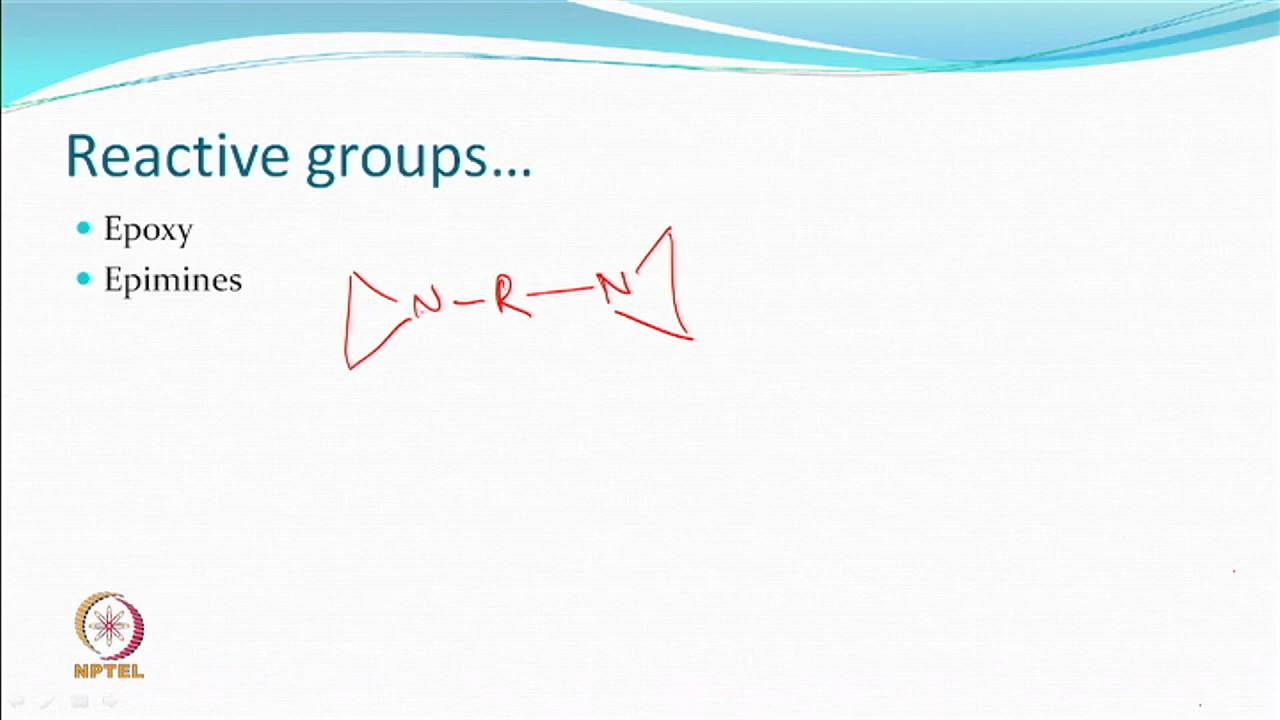 Reactive groups...
Epoxy
Epimines
N – R — N
NPTEL